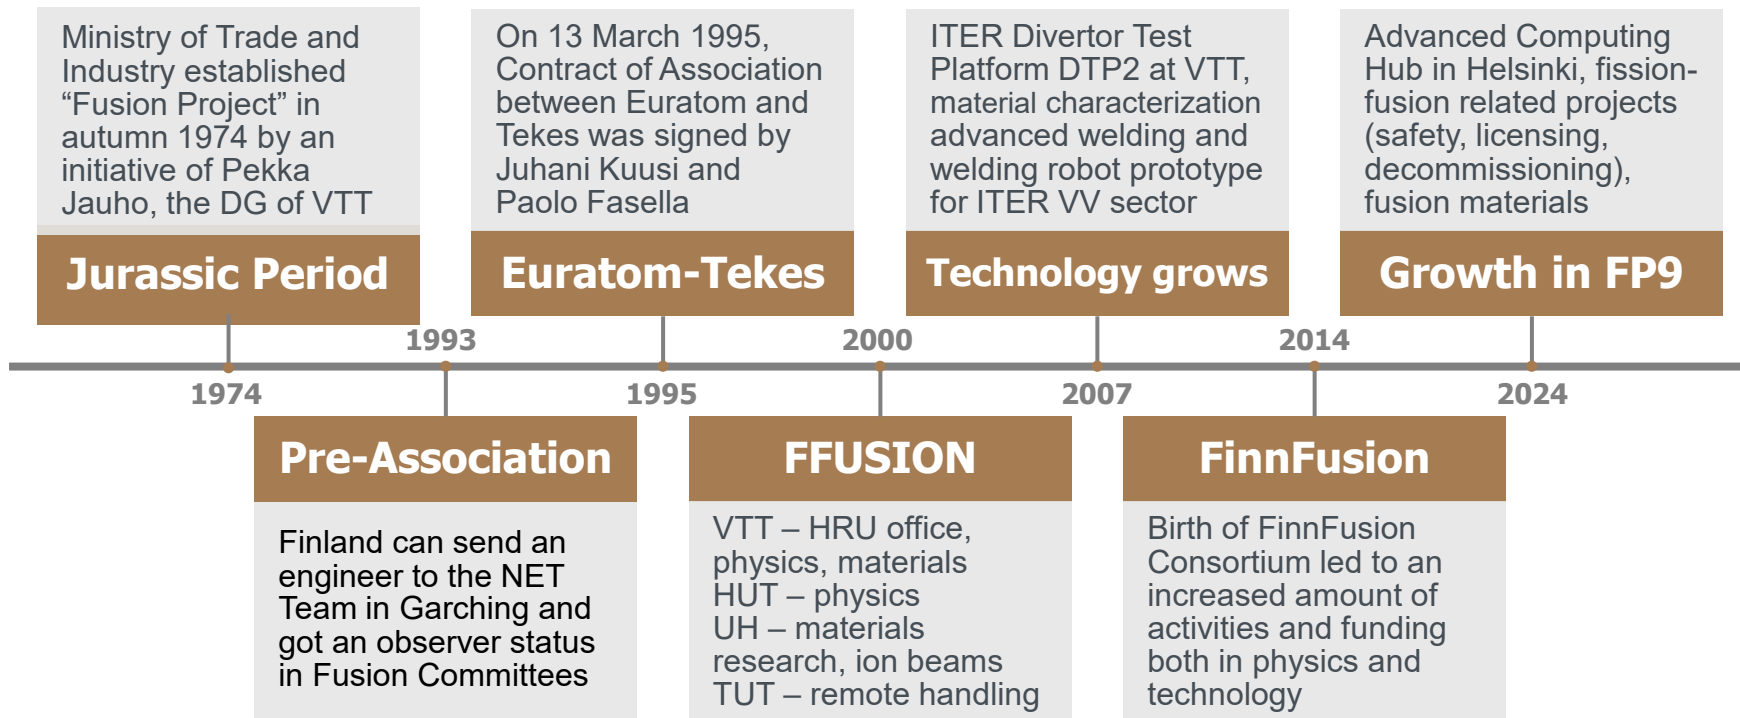 Ministry of Trade and
Industry established
“Fusion Project” in
autumn 1974 by an
initiative of Pekka
Jauho, the DG of VTT
Jurassic Period
1974
1993
Pre-Association
Finland can send an
engineer to the NET
Team in Garching and
got an observer status
in Fusion Committees
On 13 March 1995,
Contract of Association
between Euratom and
Tekes was signed by
Juhani Kuusi and
Paolo Fasella
Euratom-Tekes
1995
2000
FFUSION
VTT – HRU office,
physics, materials
HUT – physics
UH – materials
research, ion beams
TUT – remote handling
ITER Divertor Test
Platform DTP2 at VTT,
material characterization
advanced welding and
welding robot prototype
for ITER VV sector
Technology grows
2007
2014
FinnFusion
Birth of FinnFusion
Consortium led to an
increased amount of
activities and funding
both in physics and
technology
Advanced Computing
Hub in Helsinki, fission-
fusion related projects
(safety, licensing,
decommissioning),
fusion materials
Growth in FP9
2024